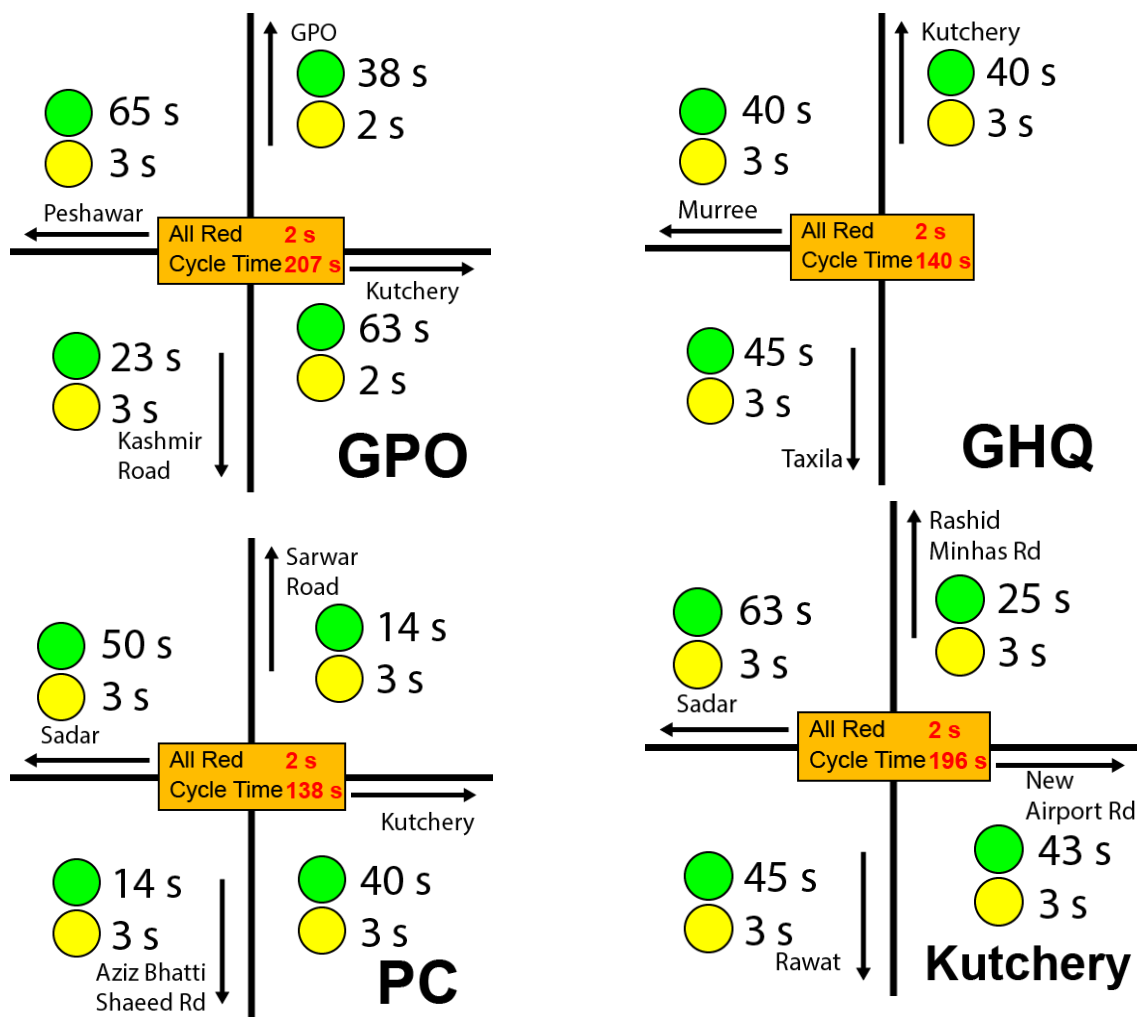 GPO
38 s
2 s
65 s
3 s
Peshawar
All Red 2 s
Cycle Time 207 s
Kutchery
63 s
2 s
23 s
3 s
Kashmir
Road
GPO
Kutchery
40 s
3 s
40 s
3 s
Murree
All Red 2 s
Cycle Time 140 s
45 s
3 s
Taxila
GHQ
Sarwar
Road
14 s
3 s
50 s
3 s
Sadar
All Red 2 s
Cycle Time 138 s
Kutchery
14 s
3 s
Aziz Bhatti
Shaeed Rd
40 s
3 s
PC
Rashid
Minhas Rd
25 s
3 s
63 s
3 s
Sadar
All Red 2 s
Cycle Time 196 s
New
Airport Rd
43 s
3 s
45 s
3 s
Rawat
Kutchery